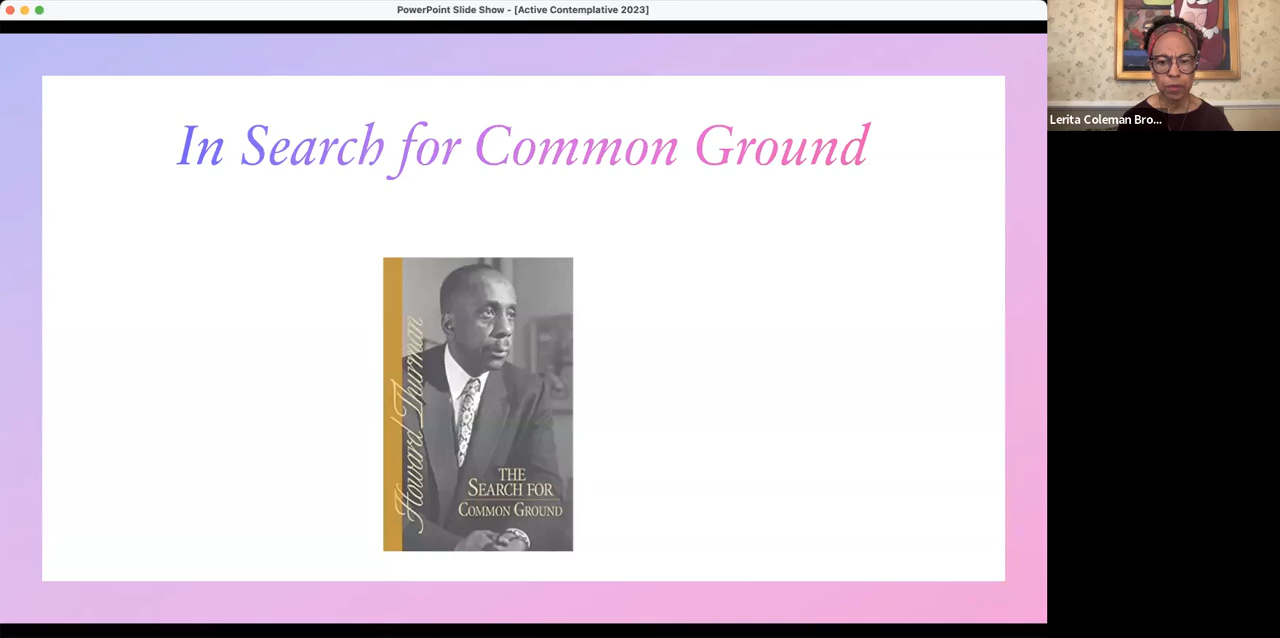 PowerPoint Slide Show - [Active Contemplative 2023]
Lerita Coleman Bro...
In Search for Common Ground
Howard Thurman
THE
SEARCH FOR
COMMON GROUND